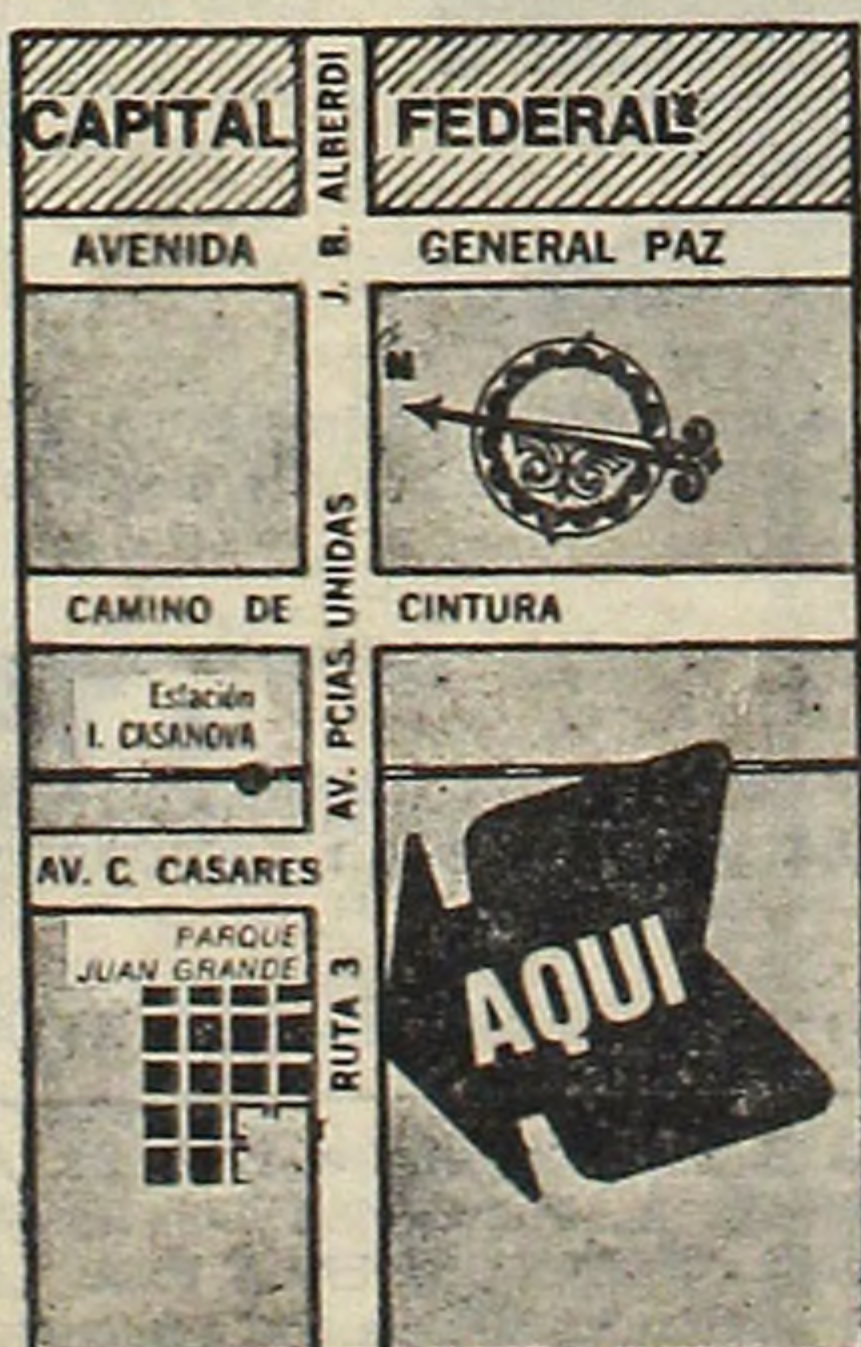 CAPITAL FEDERAL
J. B. ALBERDI
AVENIDA GENERAL PAZ
N
CAMINO DE CINTURA
AV. PCIAS. UNIDAS
Estación
I. CASANOVA
AV. C. CASARES
PARQUE
JUAN GRANDE
RUTA 3
AQUI